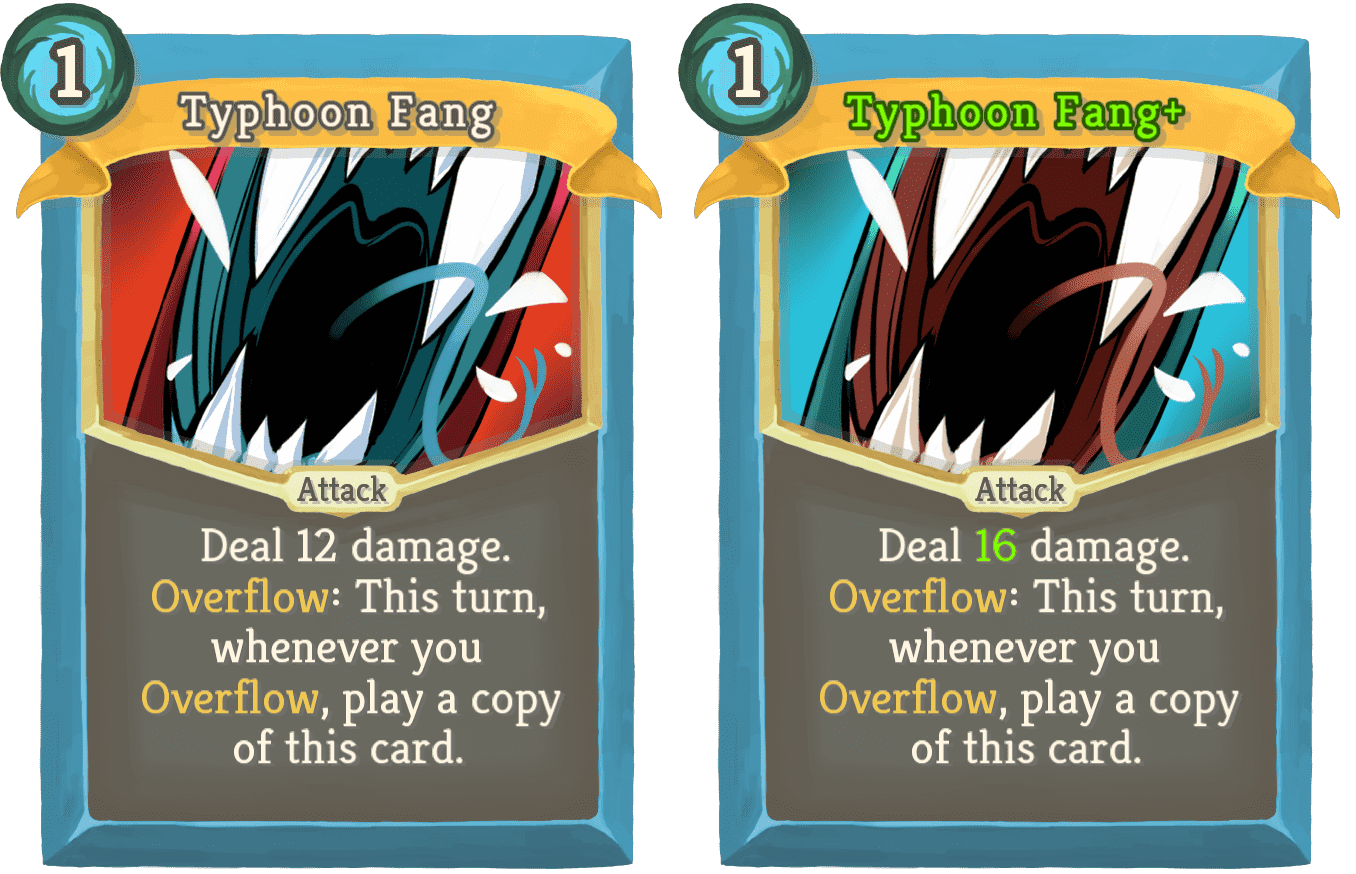 1
Typhoon Fang
Attack
Deal 12 damage.
Overflow: This turn,
whenever you
Overflow, play a copy
of this card.
1
Typhoon Fang+
Attack
Deal 16 damage.
Overflow: This turn,
whenever you
Overflow, play a copy
of this card.